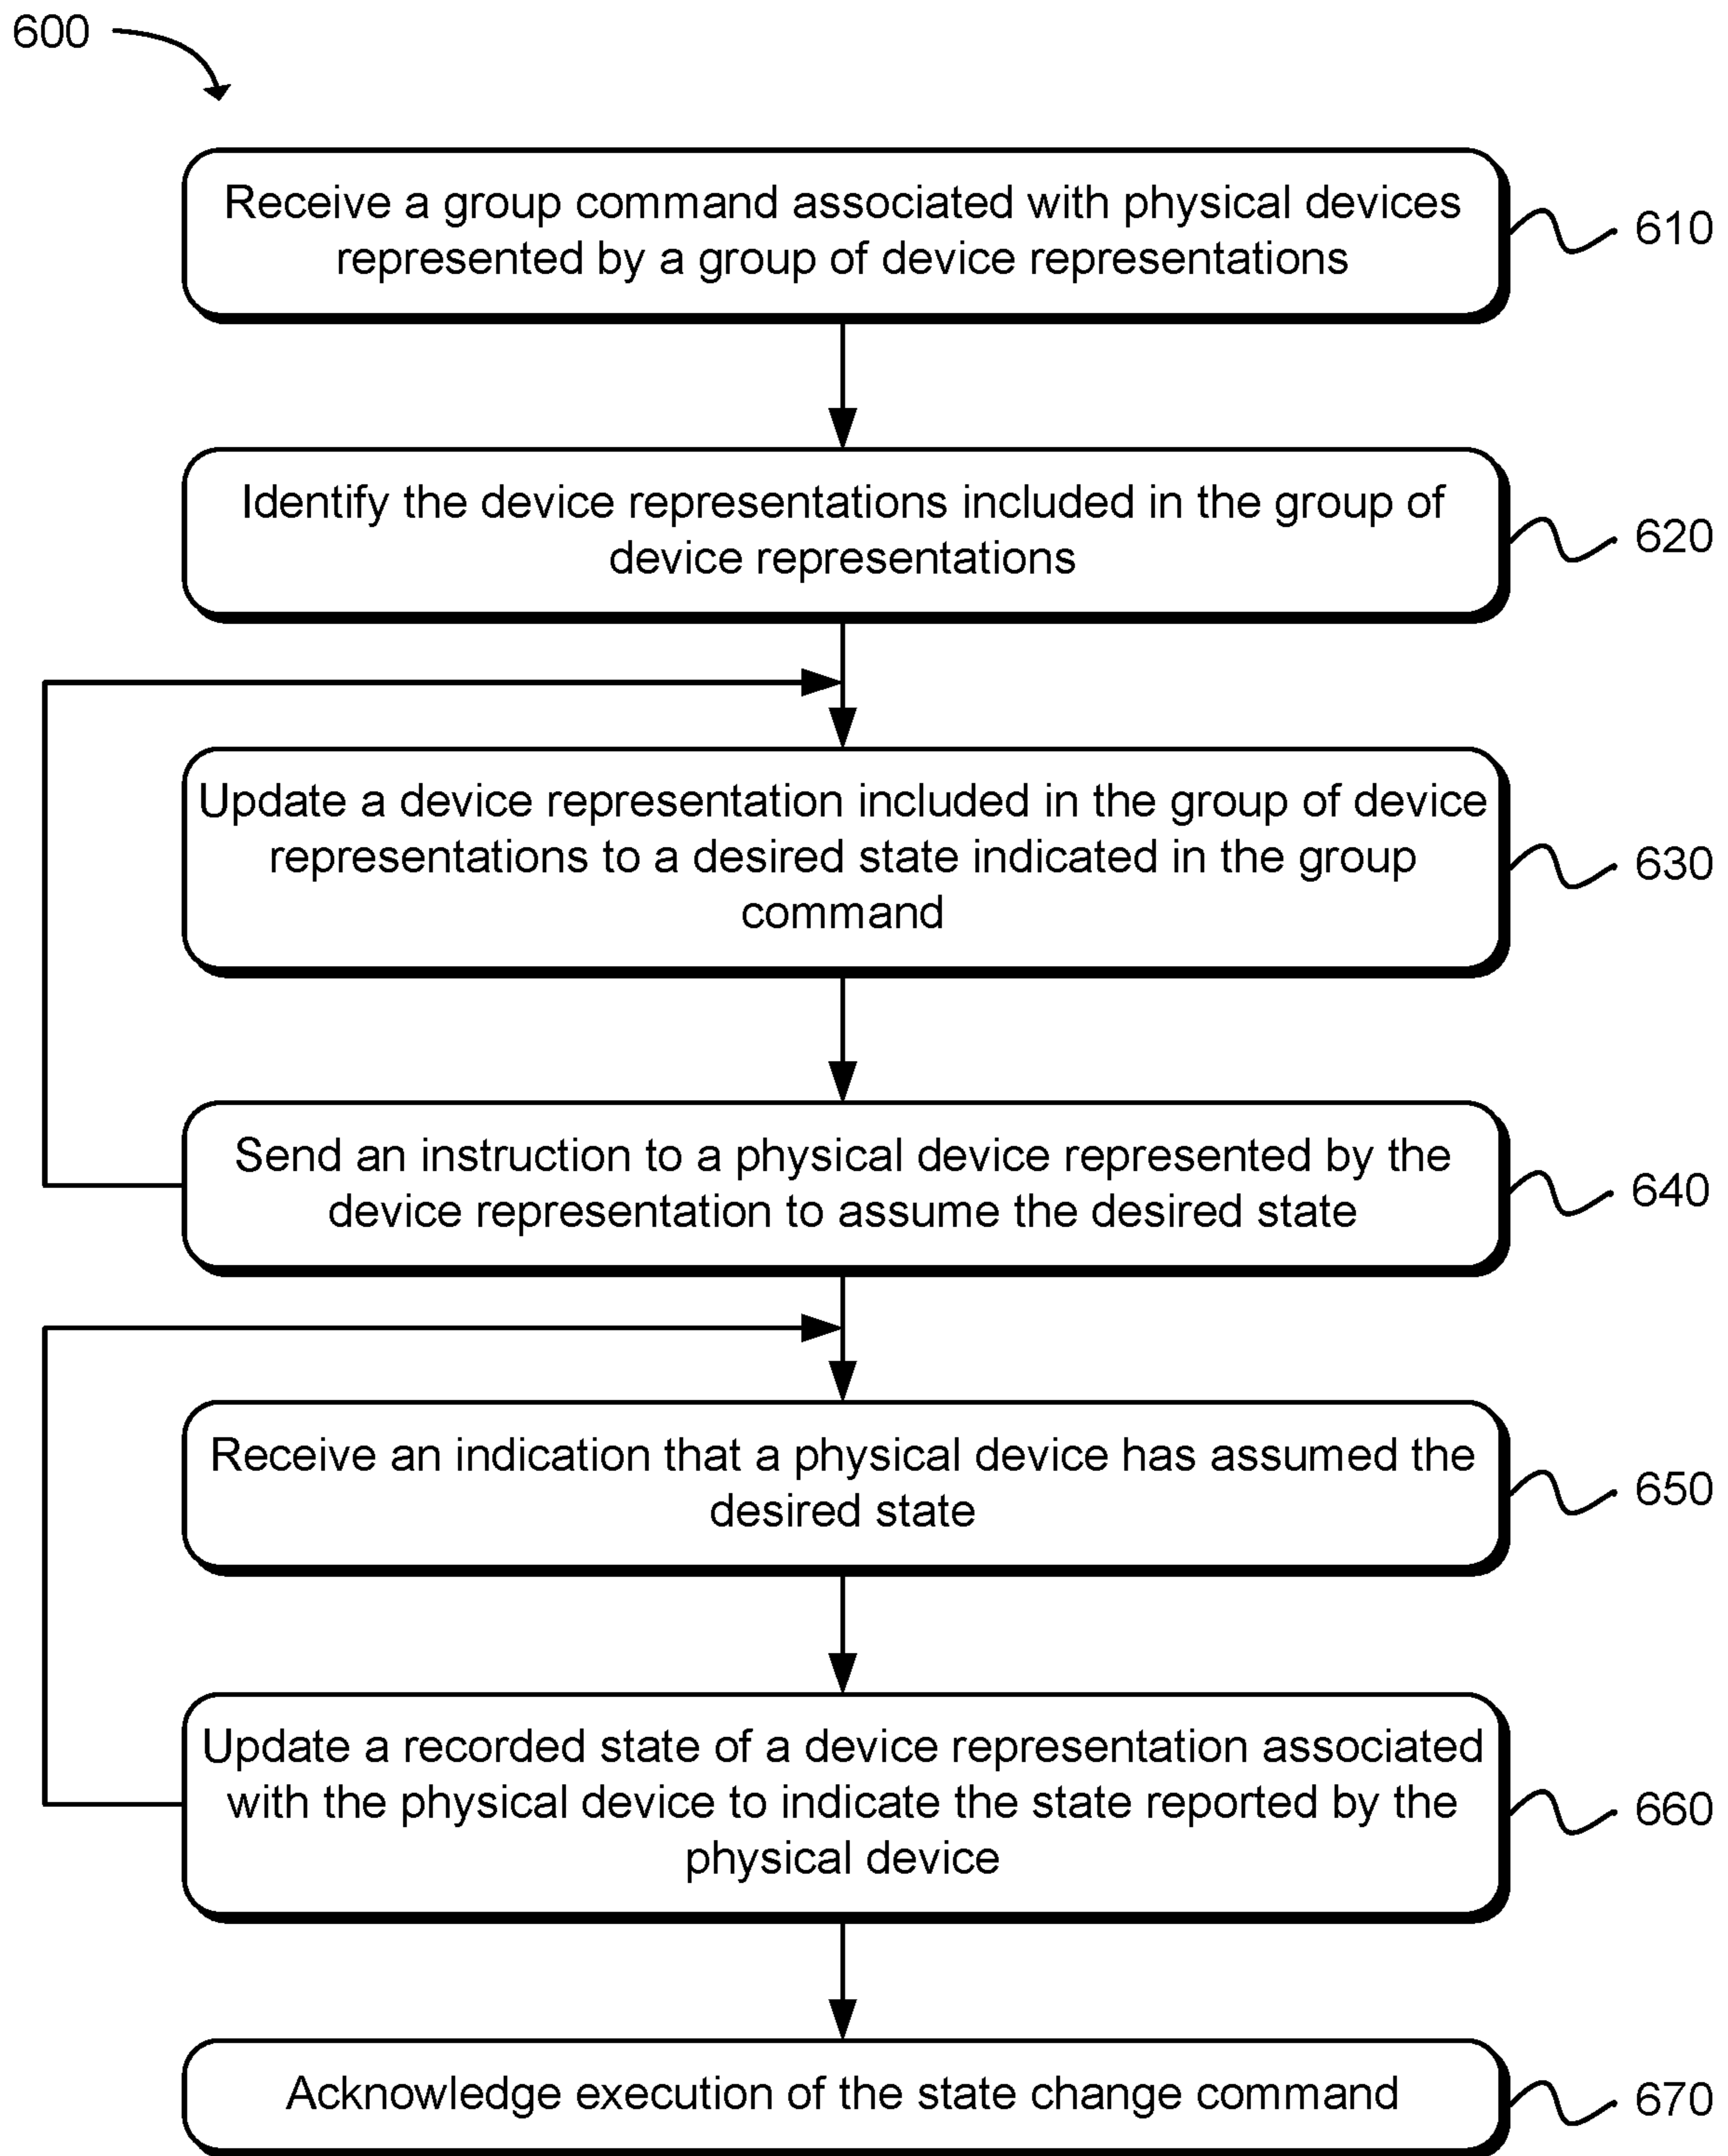 600
Receive a group command associated with physical devices
represented by a group of device representations
610
Identify the device representations included in the group of
device representations
620
Update a device representation included in the group of device
representations to a desired state indicated in the group
command
630
Send an instruction to a physical device represented by the
device representation to assume the desired state
640
Receive an indication that a physical device has assumed the
desired state
650
Update a recorded state of a device representation associated
with the physical device to indicate the state reported by the
physical device
660
Acknowledge execution of the state change command
670